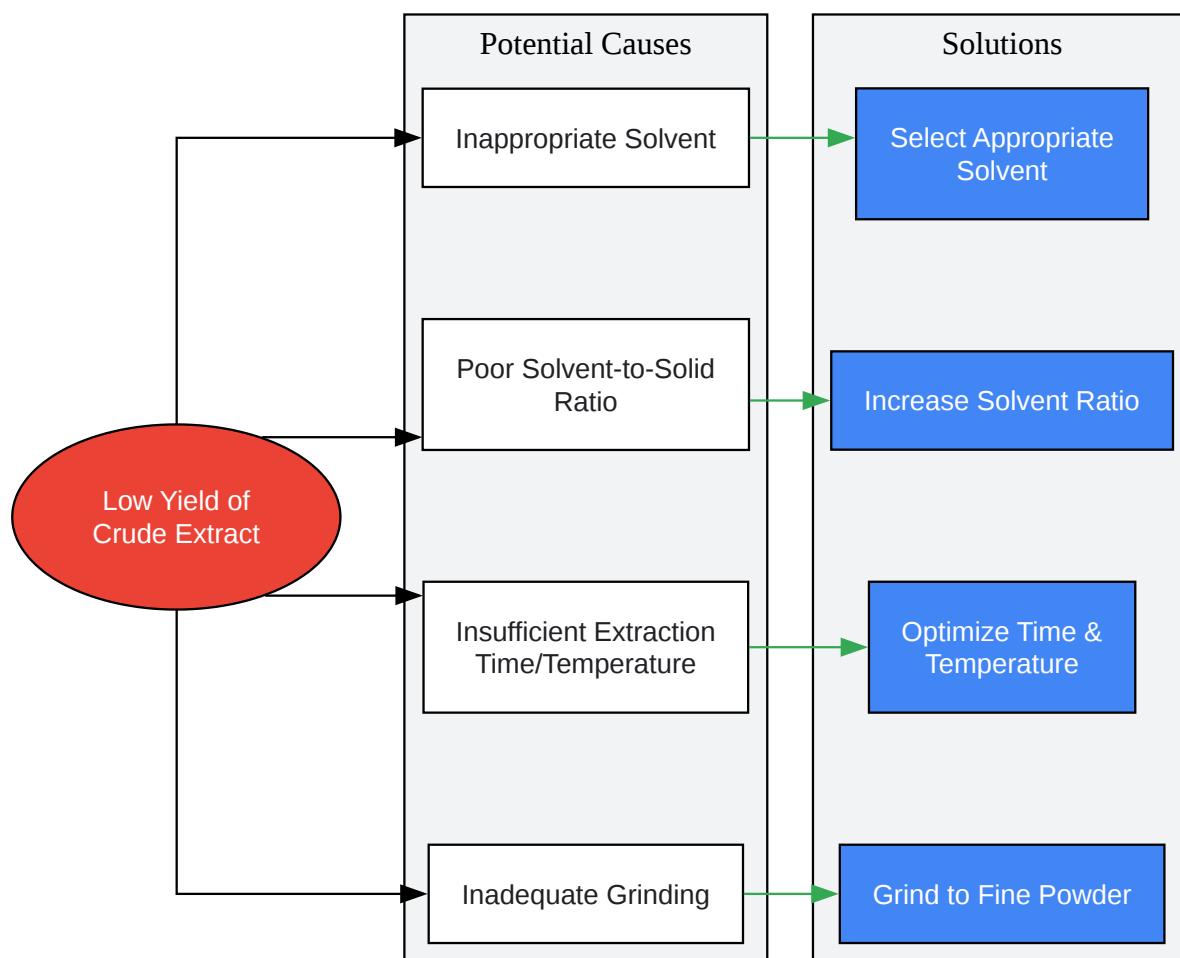 Potential Causes
Solutions
Inappropriate Solvent
Select Appropriate
Solvent
Poor Solvent-to-Solid
Ratio
Increase Solvent Ratio
Low Yield of
Crude Extract
Insufficient Extraction
Time/Temperature
Optimize Time &
Temperature
Inadequate Grinding
Grind to Fine Powder